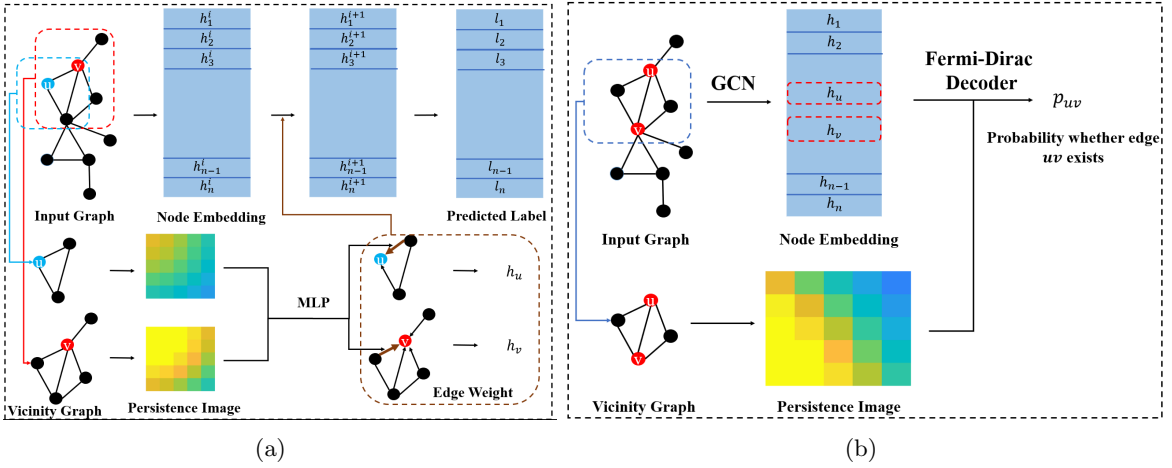 u
v
Input Graph
h_1^i
h_2^i
h_3^i
h_{n-1}^i
h_n^i
Node Embedding
h_1^{i+1}
h_2^{i+1}
h_3^{i+1}
h_{n-1}^{i+1}
h_n^{i+1}
l_1
l_2
l_3
l_{n-1}
l_n
Predicted Label
u
v
Vicinity Graph
Persistence Image
MLP
u
v
h_u
h_v
Edge Weight
(a)
u
v
Input Graph
GCN
h_1
h_2
h_u
h_v
h_{n-1}
h_n
Node Embedding
Fermi-Dirac
Decoder
p_{uv}
Probability whether edge
uv exists
u
v
Vicinity Graph
Persistence Image
(b)